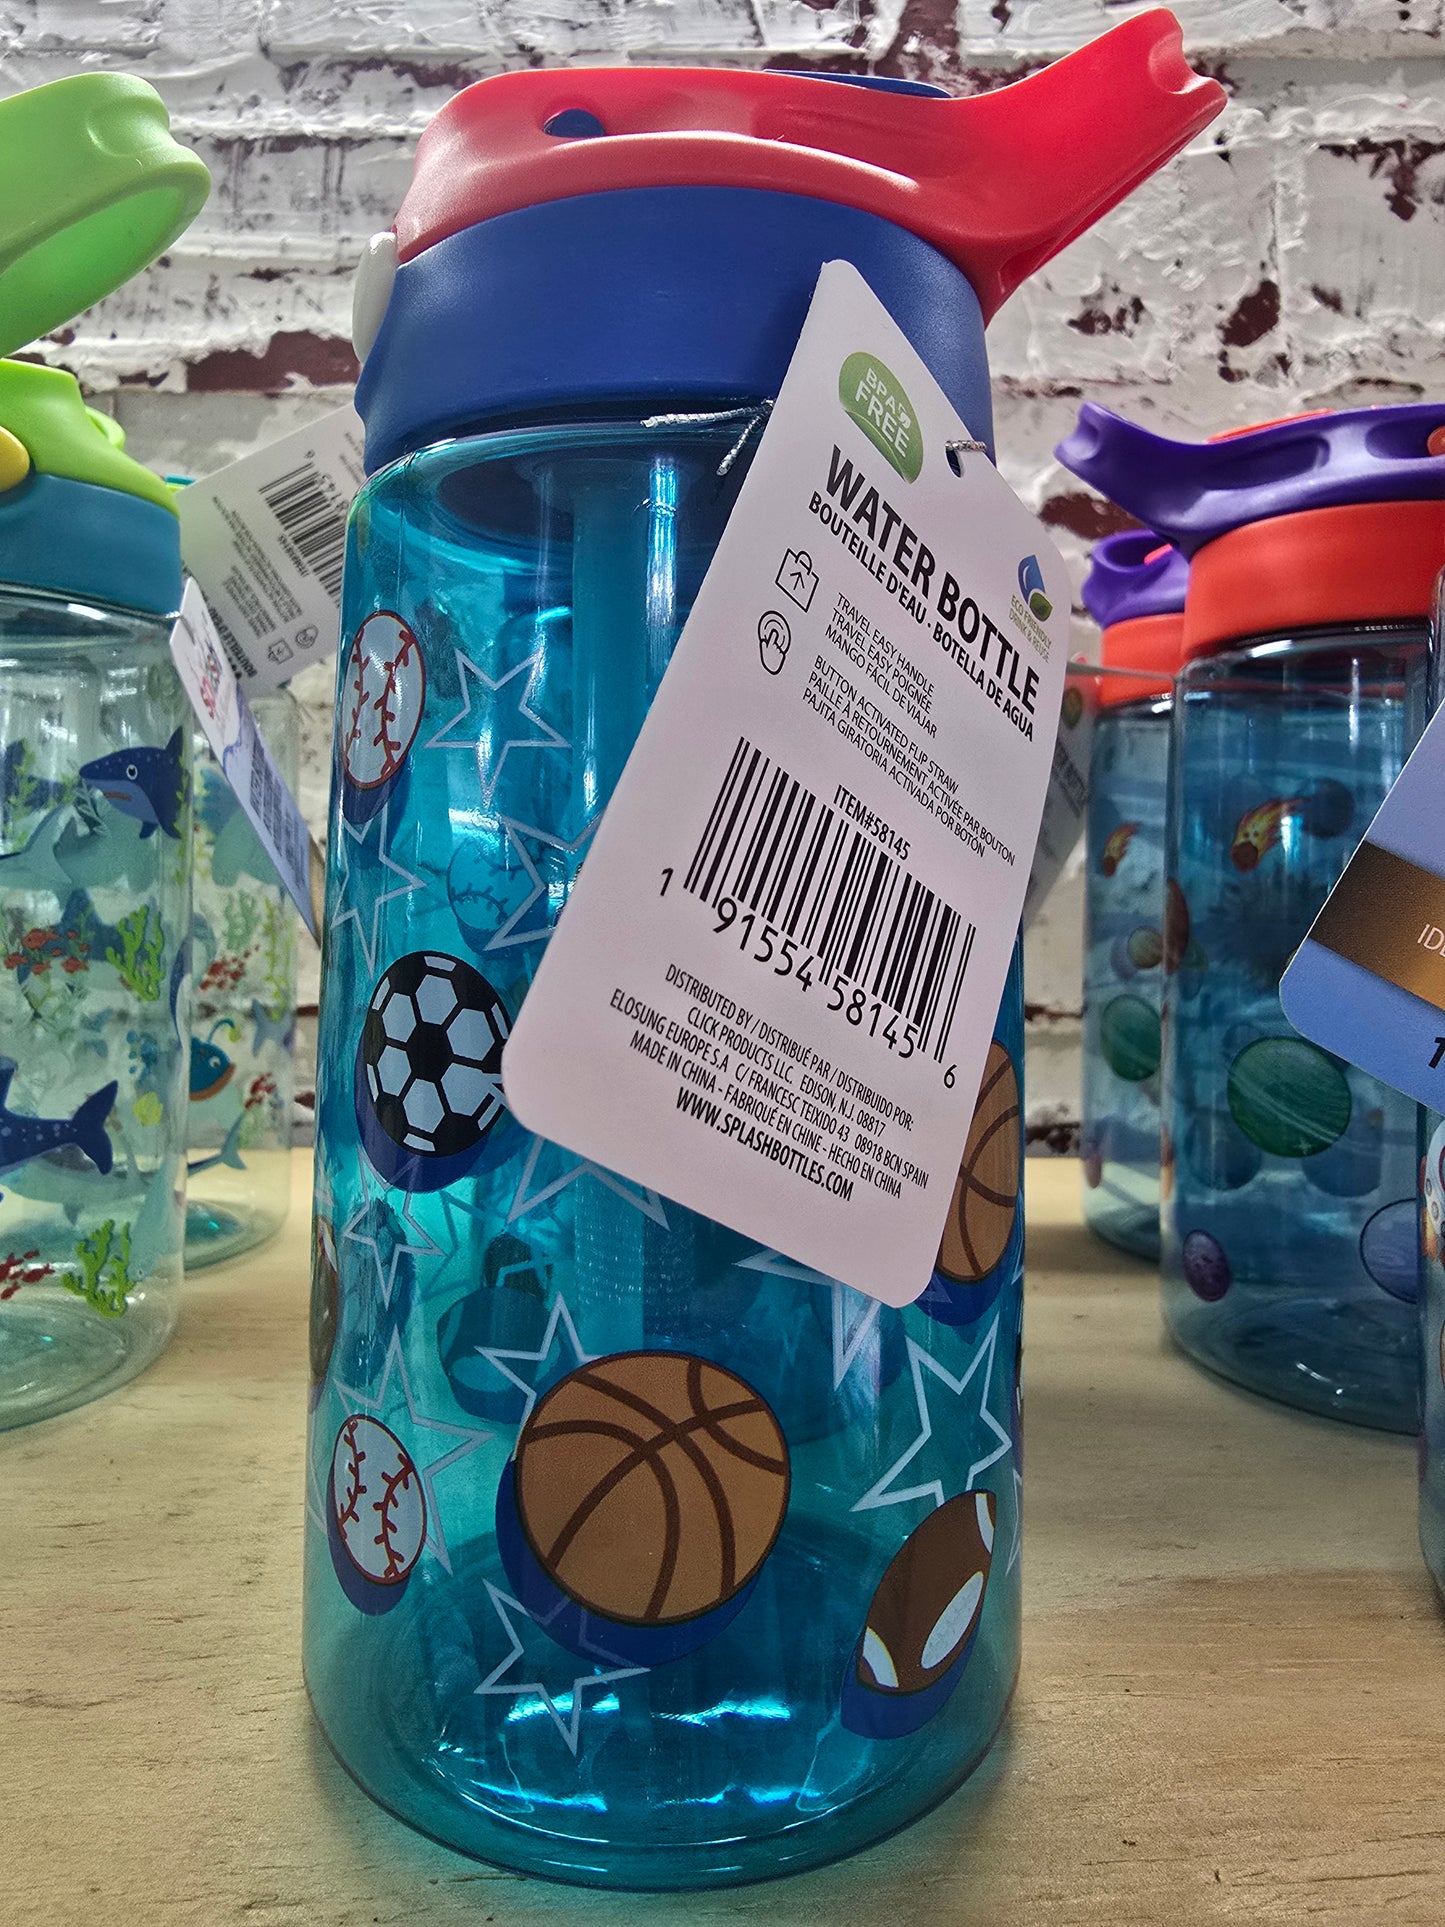 BPA
FREE
WATER BOTTLE
BOUTEILLE D'EAU - BOTELLA DE AGUA
ECO FRIENDLY
DRINK & REUSE
TRAVEL EASY HANDLE
TRAVEL EASY POIGNÉE
MANGO FACIL DE VIAJAR
BUTTON ACTIVATED FLIP STRAW
PAILLE À RETOURNEMENT ACTIVÉE PAR BOUTON
PAJITA GIRATORIA ACTIVADA POR BOTÓN
ITEM#58145
1 91554 58145 6
DISTRIBUTED BY / DISTRIBUÉ PAR / DISTRIBUIDO POR:
CLICK PRODUCTS LLC. EDISON, N.J. 08817
ELOSUNG EUROPE S.A C/FRANCESC TEIXIDO 43 08918 BCN SPAIN
MADE IN CHINA - FABRIQUÉ EN CHINE - HECHO EN CHINA
WWW.SPLASHBOTTLES.COM